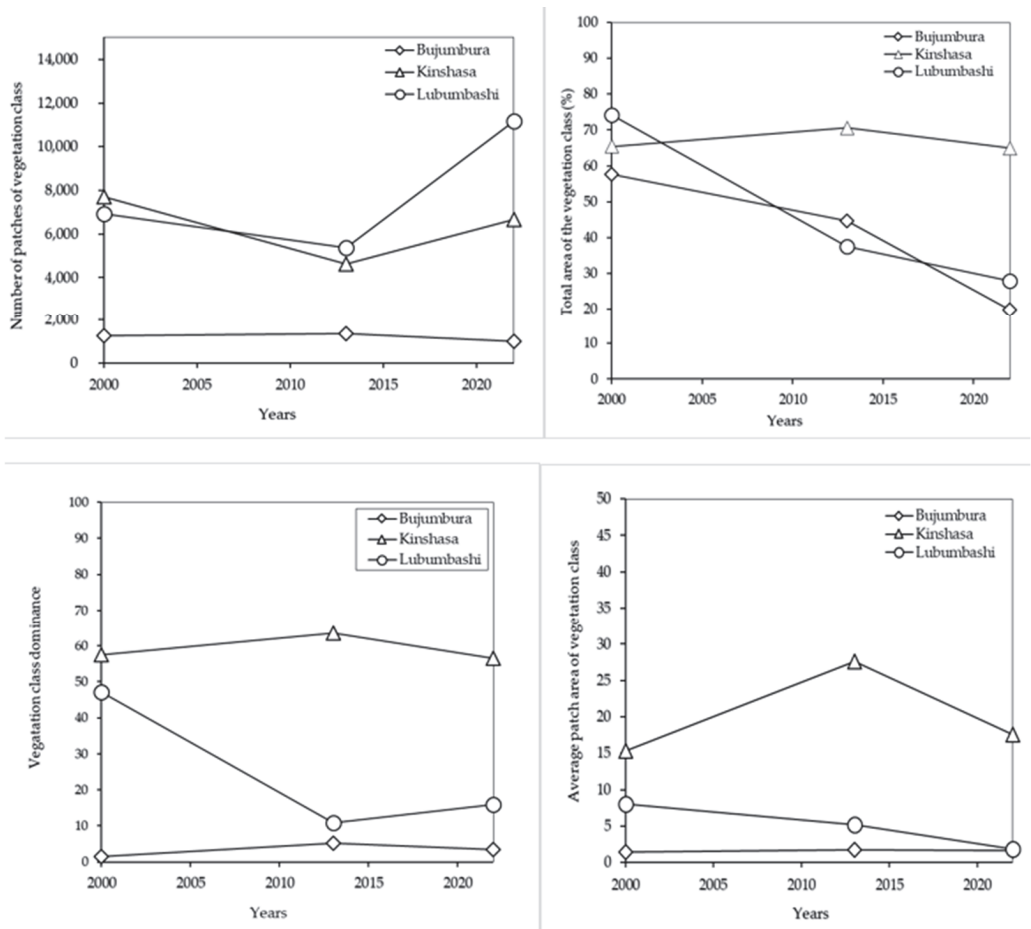 Number of patches of vegetation class
14,000
12,000
10,000
8,000
6,000
4,000
2,000
0
Bujumbura
Kinshasa
Lubumbashi
2000 2005 2010 2015 2020
Years
Total area of the vegetation class (%)
100
90
80
70
60
50
40
30
20
10
0
Bujumbura
Kinshasa
Lubumbashi
2000 2005 2010 2015 2020
Years
Vegatation class dominance
100
90
80
70
60
50
40
30
20
10
0
Bujumbura
Kinshasa
Lubumbashi
2000 2005 2010 2015 2020
Years
Average patch area of vegetation class
50
45
40
35
30
25
20
15
10
5
0
Bujumbura
Kinshasa
Lubumbashi
2000 2005 2010 2015 2020
Years